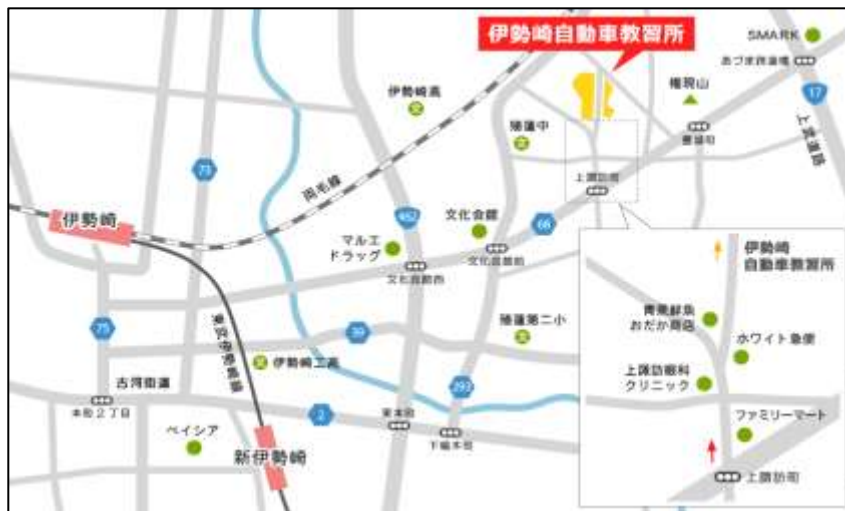 伊勢崎自動車教習所
SMARK
あづま跨道橋
17
上武道路
伊勢崎高
権現山
豊城町
殖蓮中
73
両毛線
上諏訪町
462
文化会館
66
伊勢崎
マルエ
ドラッグ
文化会館前
文化会館西
75
東武伊勢崎線
39
殖蓮第二小
伊勢崎工高
古河街道
293
本町2丁目
2
東本町
ベイシア
新伊勢崎
伊勢崎
自動車教習所
青果鮮魚
おだか商店
ホワイト急便
上諏訪眼科
クリニック
ファミリーマート
上諏訪町